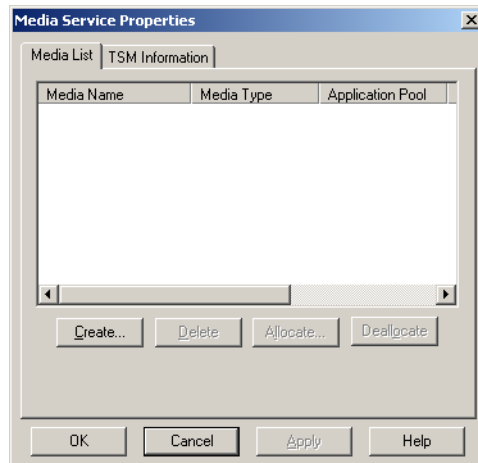 Media Service Properties
Media List TSM Information
Media Name Media Type Application Pool
Create... Delete Allocate... Deallocate
OK Cancel Apply Help